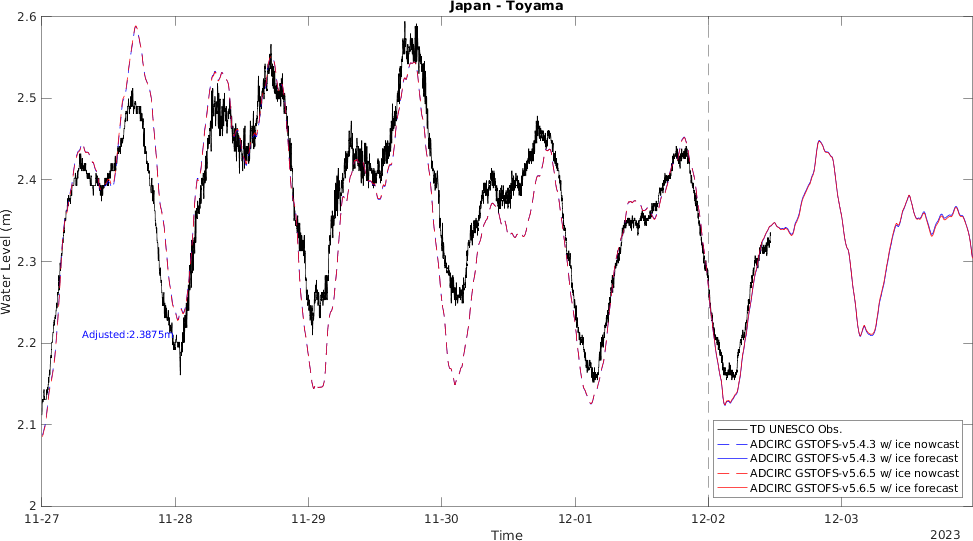 Japan - Toyama
2.6
2.5
2.4
2.3
2.2
2.1
2
Water Level (m)
Adjusted:2.3875m
TD UNESCO Obs.
ADCIRC GSTOFS-v5.4.3 w/ ice nowcast
ADCIRC GSTOFS-v5.4.3 w/ ice forecast
ADCIRC GSTOFS-v5.6.5 w/ ice nowcast
ADCIRC GSTOFS-v5.6.5 w/ ice forecast
11-27 11-28 11-29 11-30 12-01 12-02 12-03
Time
2023